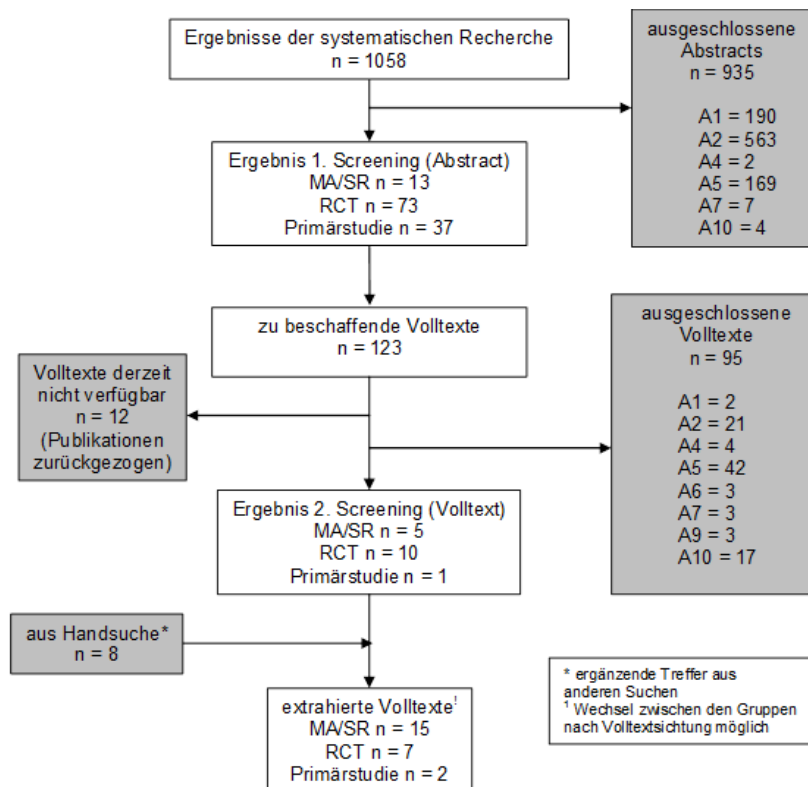 Ergebnisse der systematischen Recherche
n = 1058
ausgeschlossene
Abstracts
n = 935
A1 = 190
A2 = 563
A4 = 2
A5 = 169
A7 = 7
A10 = 4
Ergebnis 1. Screening (Abstract)
MA/SR n = 13
RCT n = 73
Primärstudie n = 37
zu beschaffende Volltexte
n = 123
ausgeschlossene
Volltexte
n = 95
A1 = 2
A2 = 21
A4 = 4
A5 = 42
A6 = 3
A7 = 3
A9 = 3
A10 = 17
Volltexte derzeit
nicht verfügbar
n = 12
(Publikationen
zurückgezogen)
Ergebnis 2. Screening (Volltext)
MA/SR n = 5
RCT n = 10
Primärstudie n = 1
aus Handsuche*
n = 8
extrahierte Volltexte¹
MA/SR n = 15
RCT n = 7
Primärstudie n = 2
* ergänzende Treffer aus
anderen Suchen
¹ Wechsel zwischen den Gruppen
nach Volltextsichtung möglich